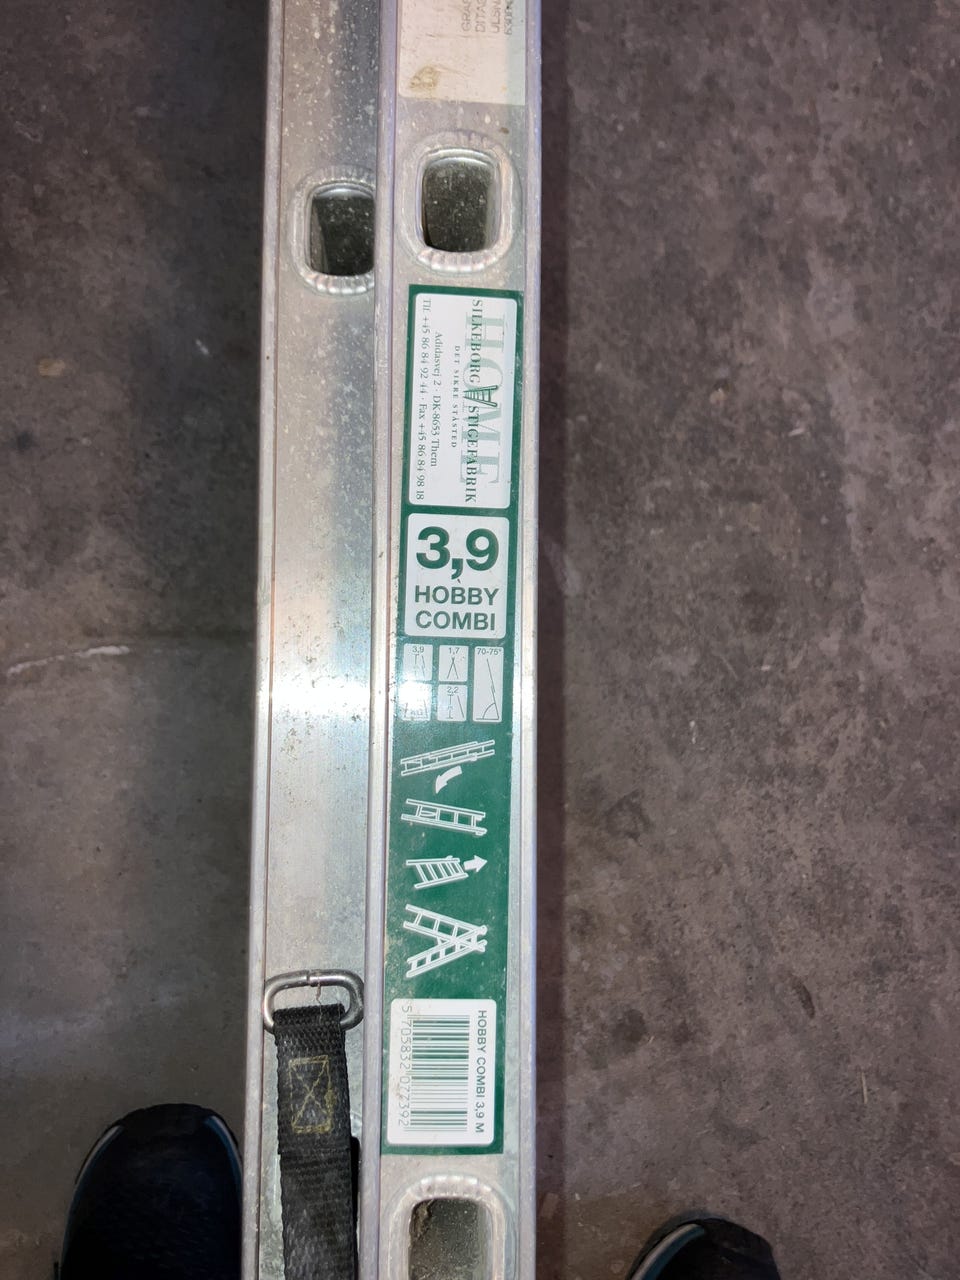 HOME
SILKEBORG STIGEFABRIK
DET SIKRE STÅSTED
Adidasvej 2 · DK-8653 Them
Tlf. +45 86 84 92 44 · Fax +45 86 84 98 18
3,9
HOBBY
COMBI
3,9
1,7
70-75°
2,2
HOBBY COMBI 3,9 M
5 705832 072392